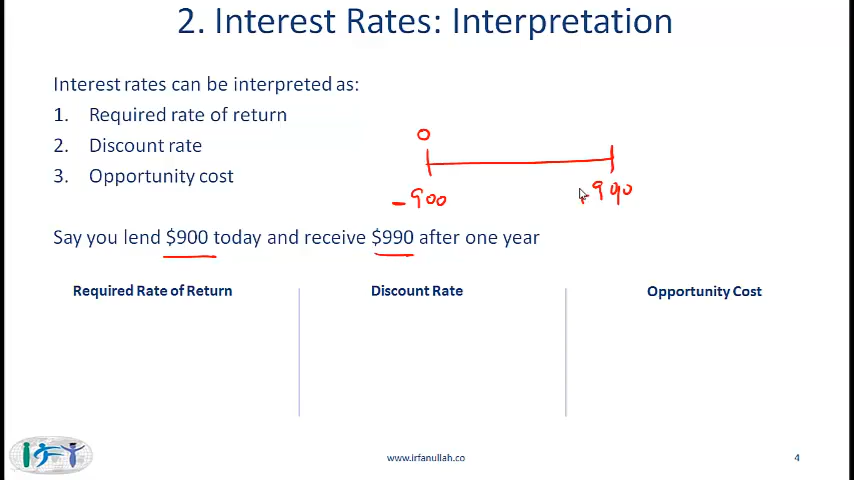 2. Interest Rates: Interpretation
Interest rates can be interpreted as:
1. Required rate of return
2. Discount rate
3. Opportunity cost
0
-900
+990
Say you lend $900 today and receive $990 after one year
Required Rate of Return
Discount Rate
Opportunity Cost
www.irfanullah.co
4